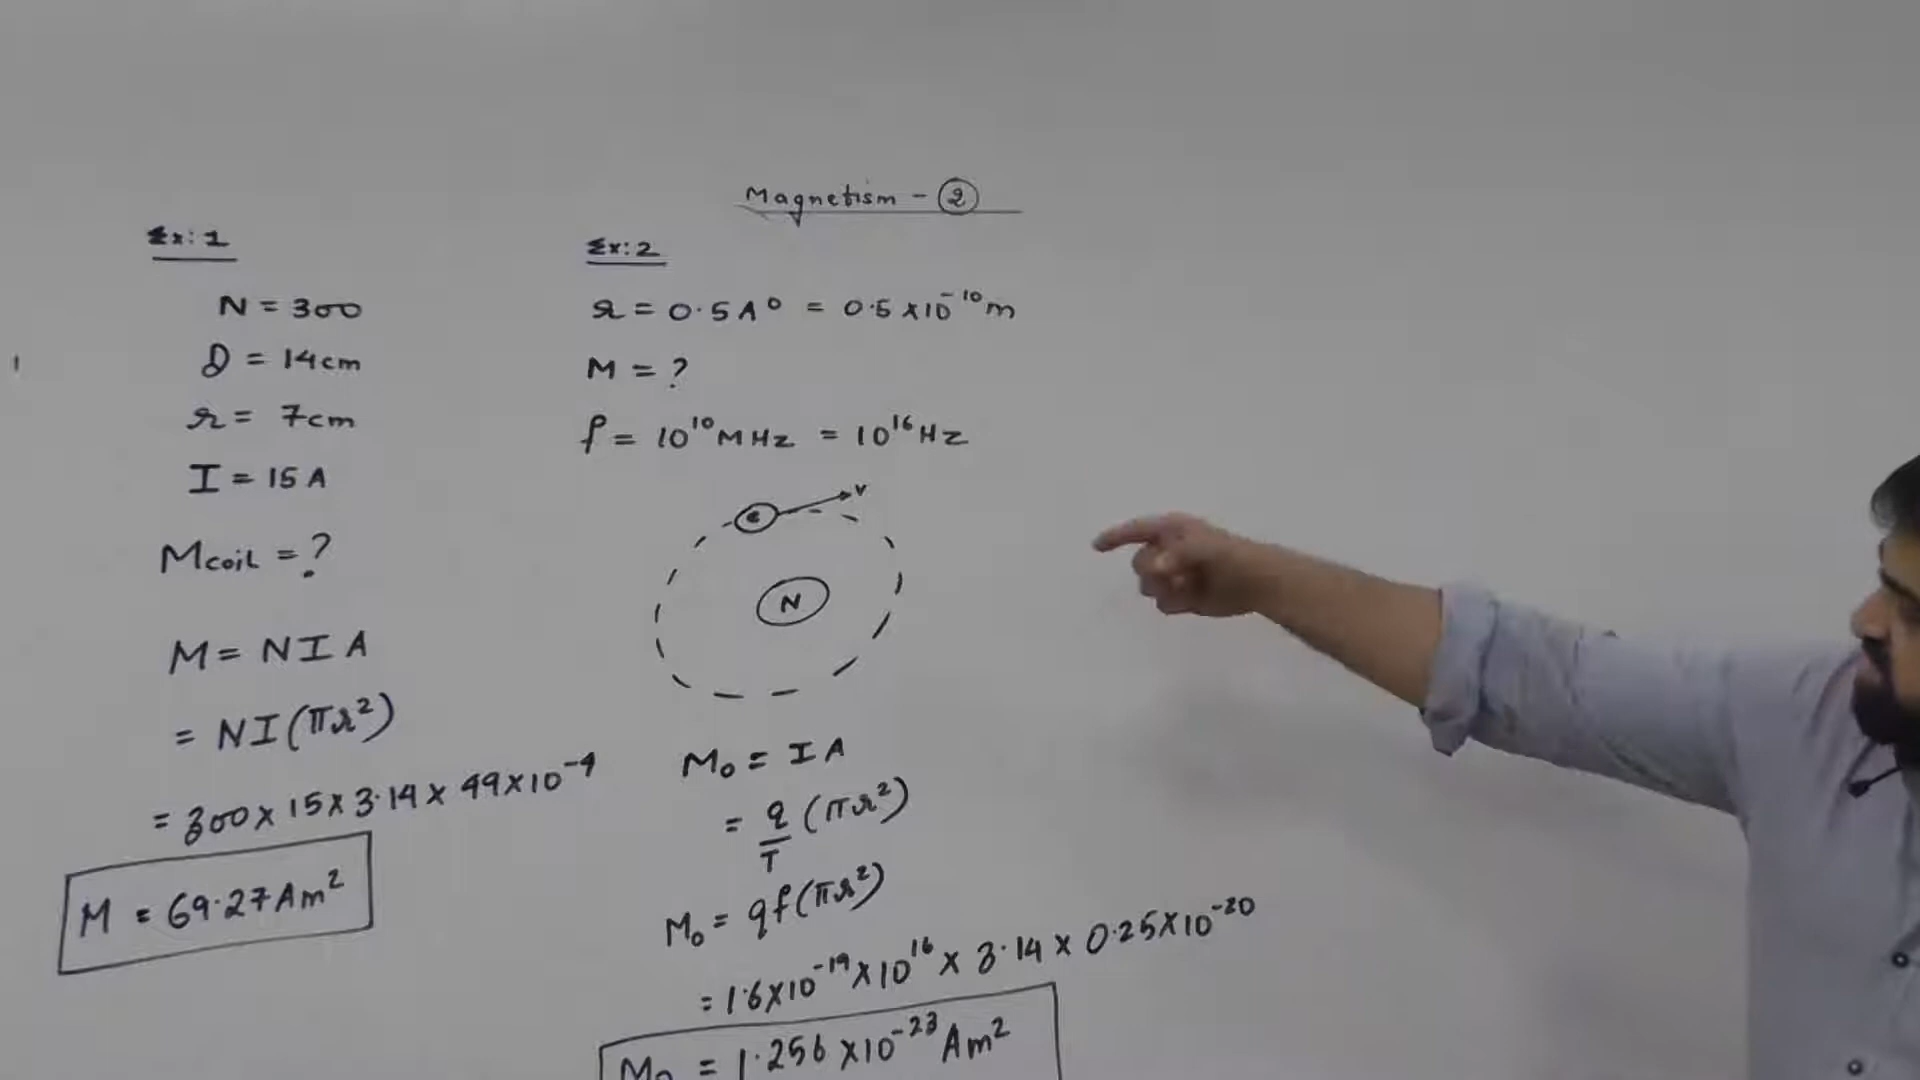 Magnetism - 2
Ex: 1
N = 300
D = 14cm
r = 7cm
I = 15 A
Mcoil = ?
M = N I A
= NI(πr²)
= 300 × 15 × 3.14 × 49×10⁻⁴
M = 69.27 Am²
Ex: 2
r = 0.5 A° = 0.5 ×10⁻¹⁰ m
M = ?
f = 10¹⁰ MHz = 10¹⁶ Hz
e
v
N
M₀ = I A
= q/T (πr²)
M₀ = qf(πr²)
= 1.6×10⁻¹⁹ × 10¹⁶ × 3.14 × 0.25×10⁻²⁰
M₀ = 1.256 ×10⁻²³ Am²